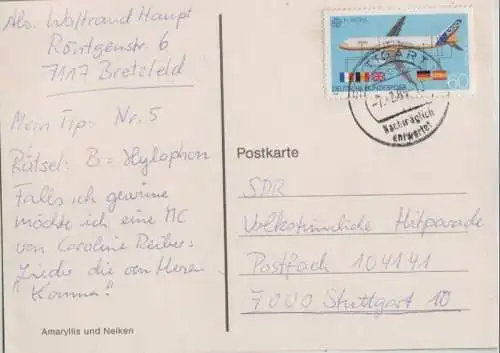 Abs. Waltraud Haupt
Röntgenstr. 6
7117 Bretzfeld
Mein Tip: Nr. 5
Rätsel: B = Xylophon
Falls ich gewinne
möchte ich eine MC
von Caroline Reiber:
"Lieder die von Herzen
Kommen"
Amaryllis und Nelken
EUROPA
DEUTSCHE BUNDESPOST
60
Nachträglich
entwertet
Postkarte
SDR
Volkstümliche Hitparade
Postfach 104141
7000 Stuttgart 10